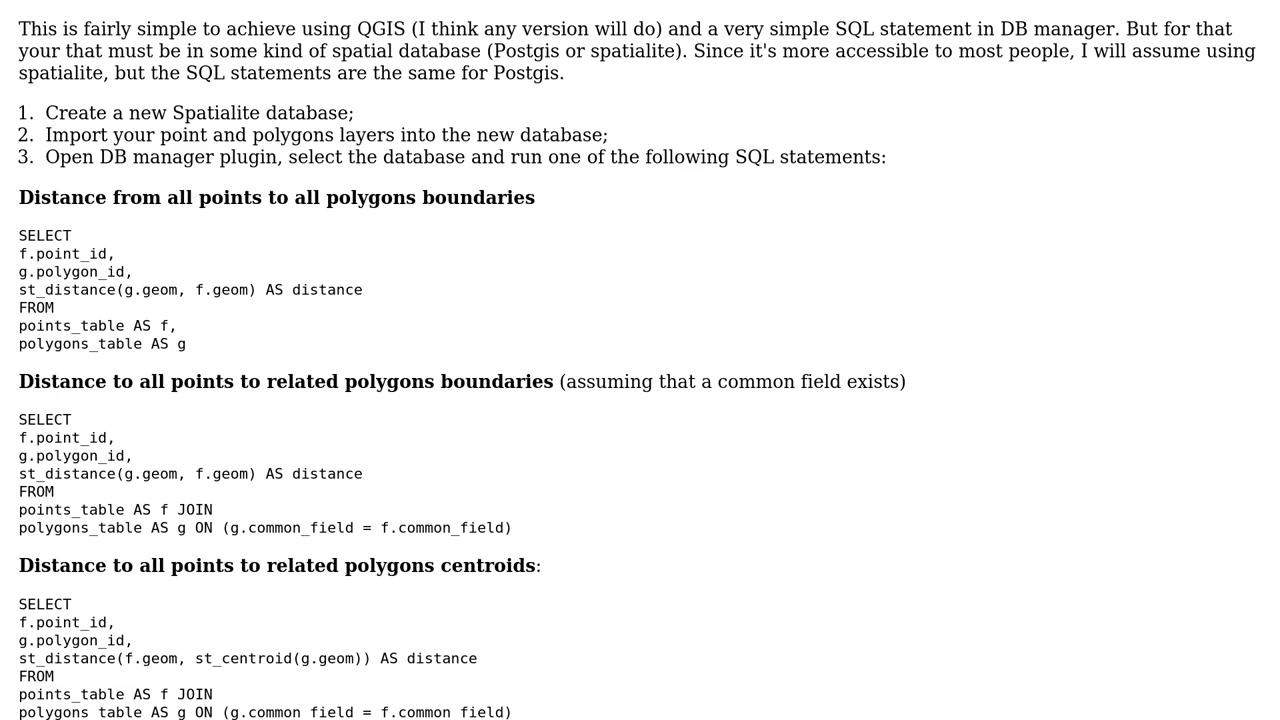 This is fairly simple to achieve using QGIS (I think any version will do) and a very simple SQL statement in DB manager. But for that
your that must be in some kind of spatial database (Postgis or spatialite). Since it's more accessible to most people, I will assume using
spatialite, but the SQL statements are the same for Postgis.
1. Create a new Spatialite database;
2. Import your point and polygons layers into the new database;
3. Open DB manager plugin, select the database and run one of the following SQL statements:
Distance from all points to all polygons boundaries
SELECT
f.point_id,
g.polygon_id,
st_distance(g.geom, f.geom) AS distance
FROM
points_table AS f,
polygons_table AS g
Distance to all points to related polygons boundaries (assuming that a common field exists)
SELECT
f.point_id,
g.polygon_id,
st_distance(g.geom, f.geom) AS distance
FROM
points_table AS f JOIN
polygons_table AS g ON (g.common_field = f.common_field)
Distance to all points to related polygons centroids:
SELECT
f.point_id,
g.polygon_id,
st_distance(f.geom, st_centroid(g.geom)) AS distance
FROM
points_table AS f JOIN
polygons_table AS g ON (g.common_field = f.common_field)